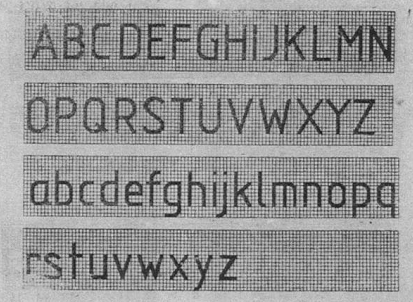 ABCDEFGHIJKLMN
OPQRSTUVWXYZ
abcdefghijklmnopq
rstuvwxyz